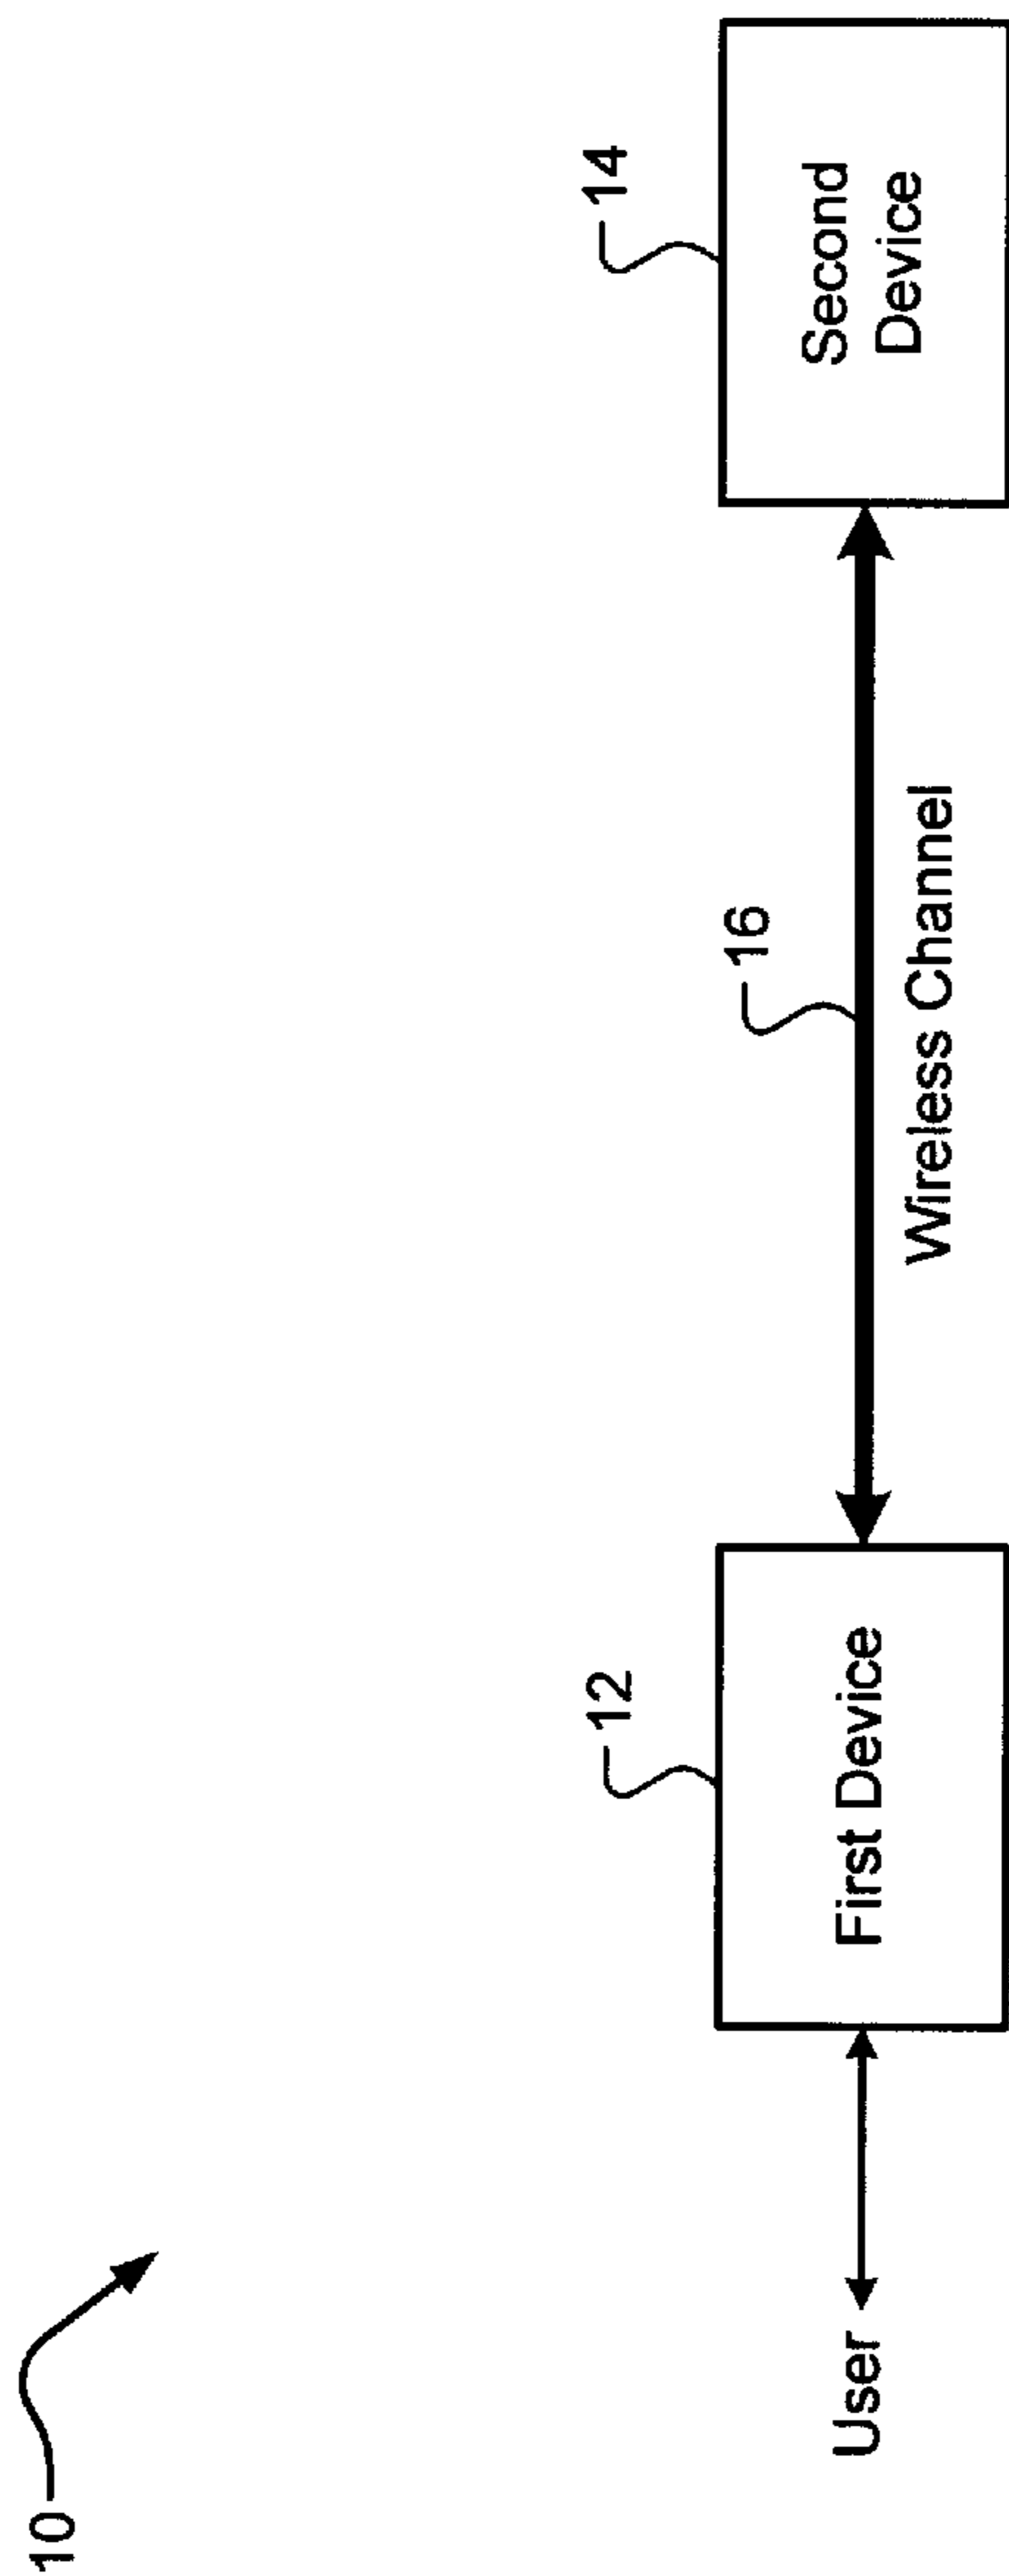 10
12
14
16
User
First Device
Wireless Channel
Second
Device